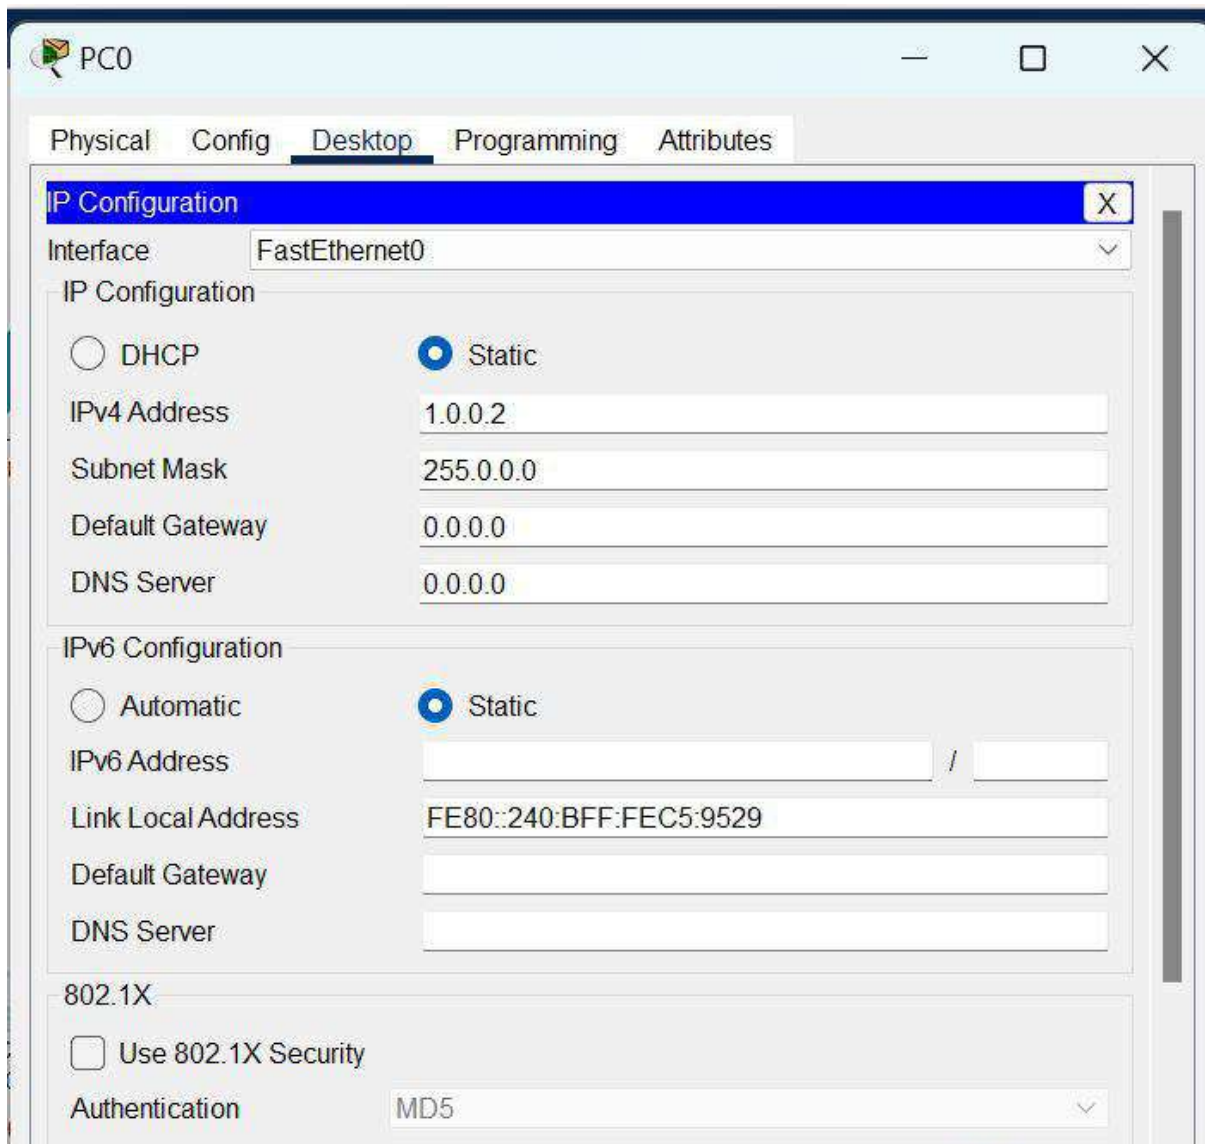 PC0
Physical Config Desktop Programming Attributes
IP Configuration X
Interface FastEthernet0
IP Configuration
DHCP Static
IPv4 Address 1.0.0.2
Subnet Mask 255.0.0.0
Default Gateway 0.0.0.0
DNS Server 0.0.0.0
IPv6 Configuration
Automatic Static
IPv6 Address /
Link Local Address FE80::240:BFF:FEC5:9529
Default Gateway
DNS Server
802.1X
Use 802.1X Security
Authentication MD5